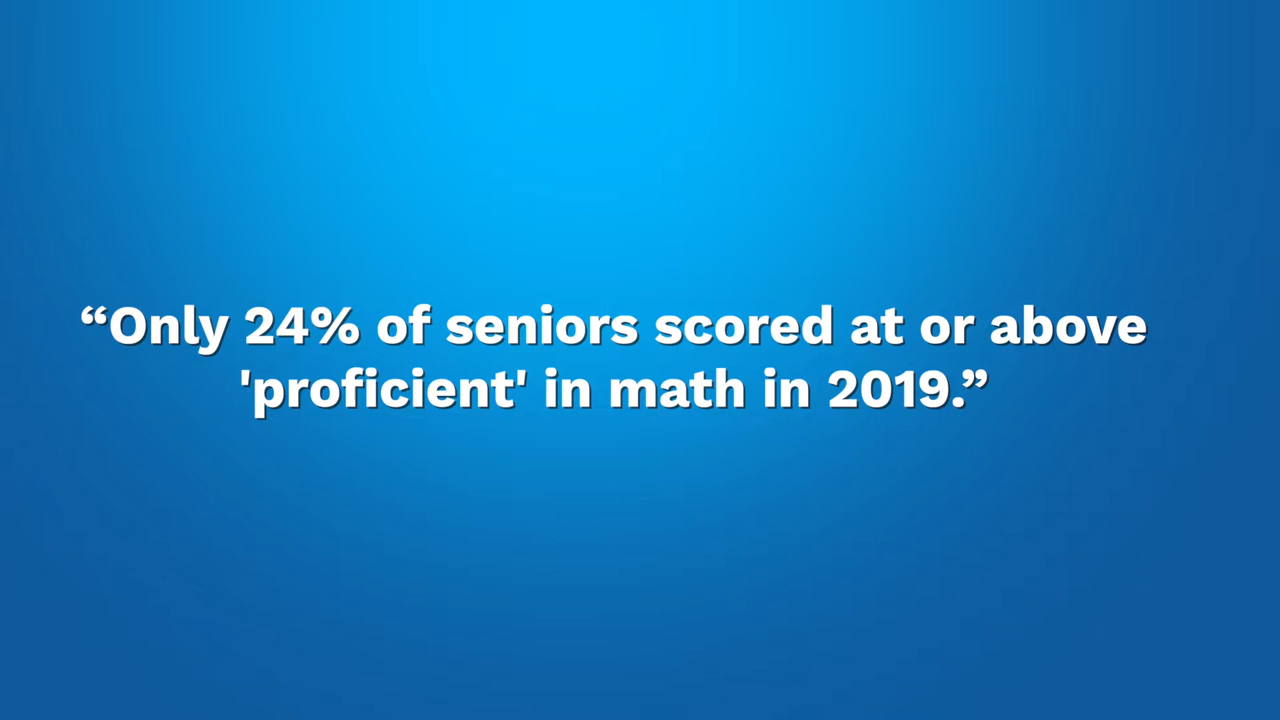 “Only 24% of seniors scored at or above
'proficient' in math in 2019.”